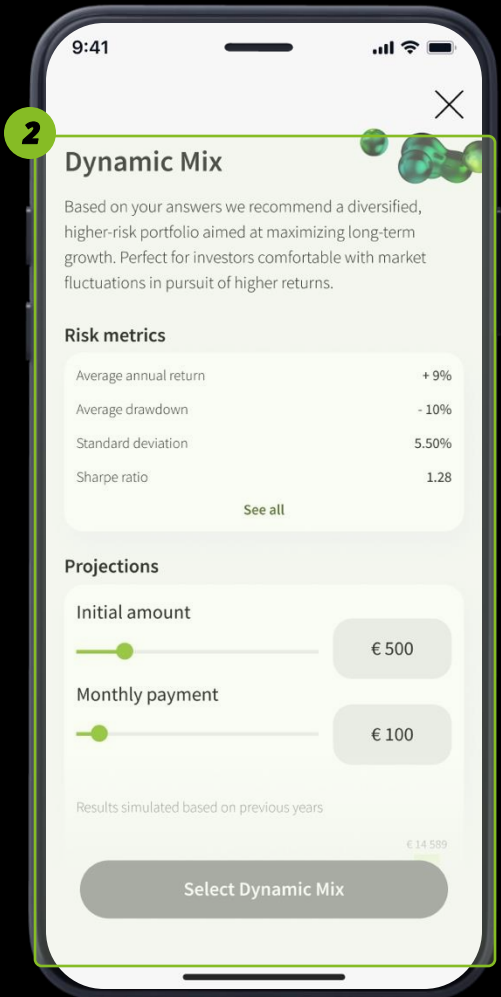 9:41
2
Dynamic Mix
Based on your answers we recommend a diversified,
higher-risk portfolio aimed at maximizing long-term
growth. Perfect for investors comfortable with market
fluctuations in pursuit of higher returns.
Risk metrics
Average annual return + 9%
Average drawdown - 10%
Standard deviation 5.50%
Sharpe ratio 1.28
See all
Projections
Initial amount
€ 500
Monthly payment
€ 100
Results simulated based on previous years
€ 14 589
Select Dynamic Mix